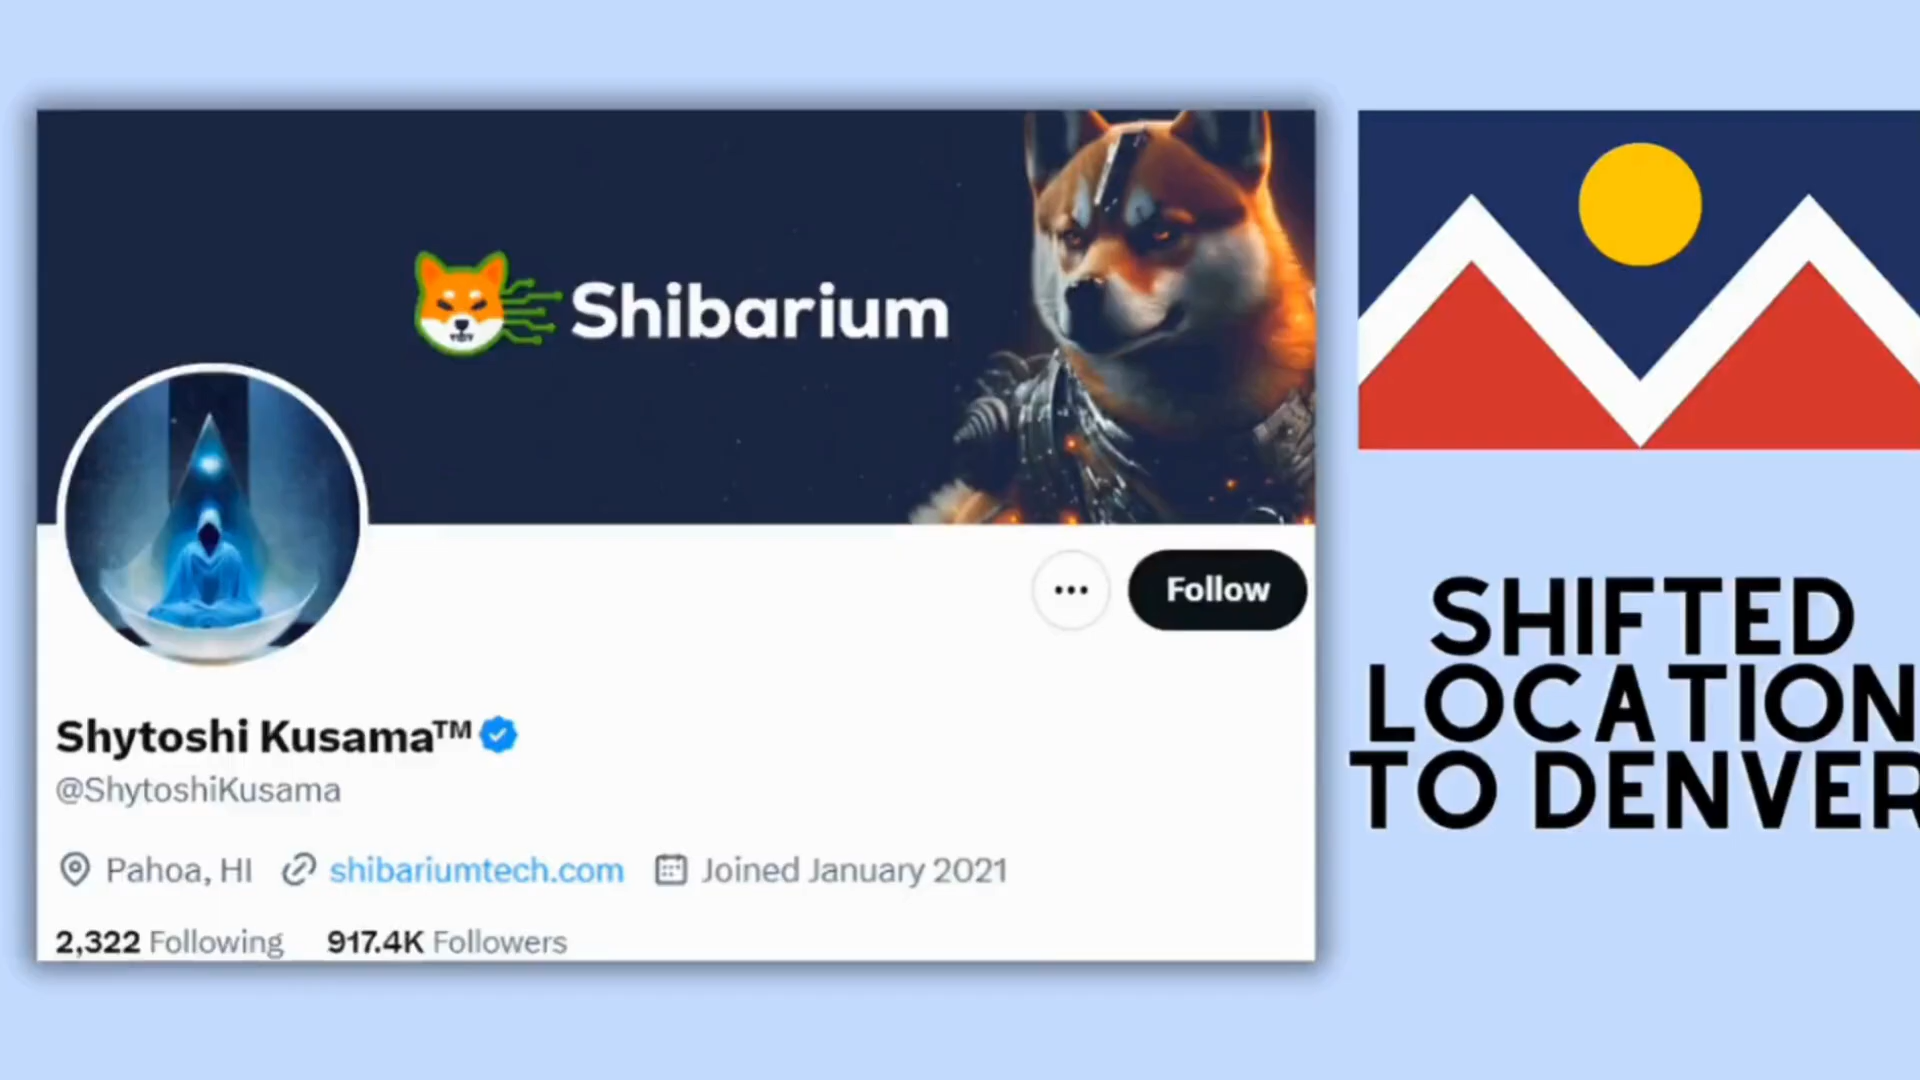 Shibarium
Follow
Shytoshi Kusama™
@ShytoshiKusama
Pahoa, HI shibariumtech.com Joined January 2021
2,322 Following 917.4K Followers
SHIFTED
LOCATION
TO DENVER